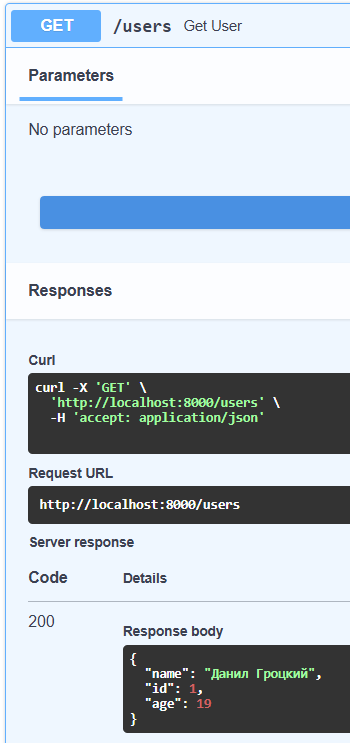 GET /users Get User
Parameters
No parameters
Responses
Curl
curl -X 'GET' \
'http://localhost:8000/users' \
-H 'accept: application/json'
Request URL
http://localhost:8000/users
Server response
Code Details
200
Response body
{
"name": "Данил Гроцкий",
"id": 1,
"age": 19
}